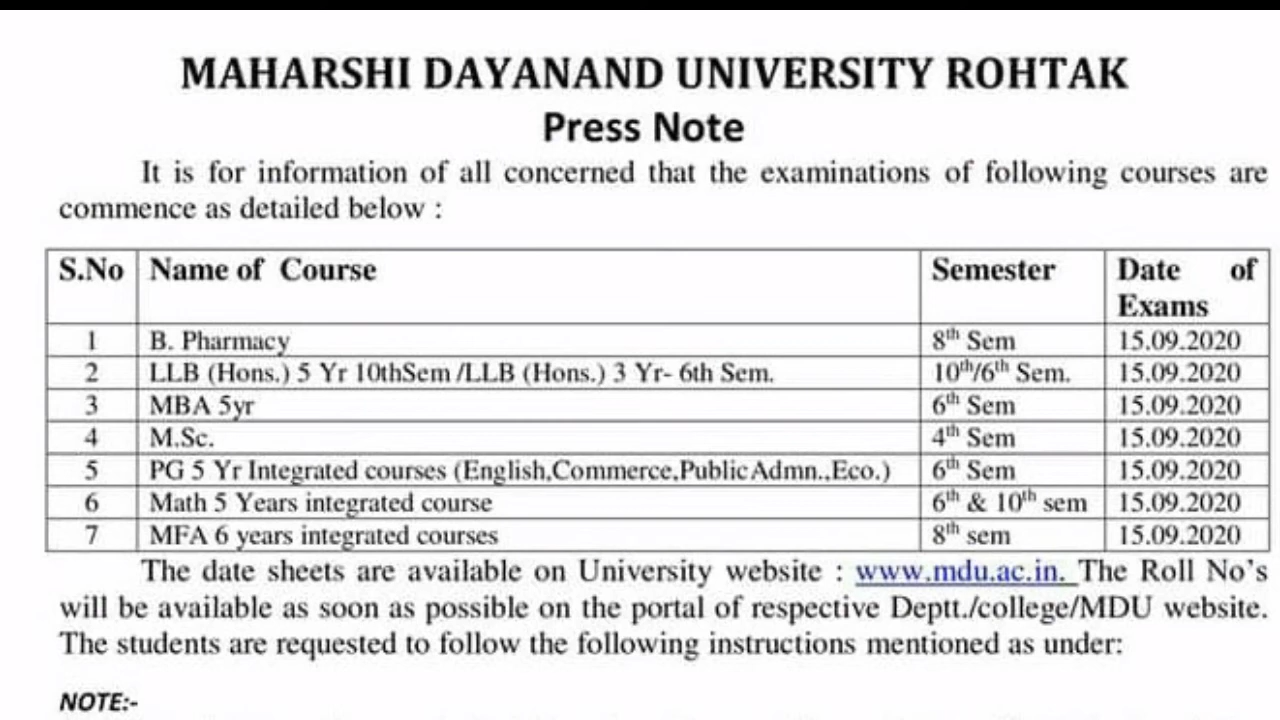 MAHARSHI DAYANAND UNIVERSITY ROHTAK
Press Note
It is for information of all concerned that the examinations of following courses are
commence as detailed below :
S.No Name of Course Semester Date of
Exams
1 B. Pharmacy 8th Sem 15.09.2020
2 LLB (Hons.) 5 Yr 10thSem /LLB (Hons.) 3 Yr- 6th Sem. 10th/6th Sem. 15.09.2020
3 MBA 5yr 6th Sem 15.09.2020
4 M.Sc. 4th Sem 15.09.2020
5 PG 5 Yr Integrated courses (English,Commerce,Public Admn.,Eco.) 6th Sem 15.09.2020
6 Math 5 Years integrated course 6th & 10th sem 15.09.2020
7 MFA 6 years integrated courses 8th sem 15.09.2020
The date sheets are available on University website : www.mdu.ac.in. The Roll No's
will be available as soon as possible on the portal of respective Deptt./college/MDU website.
The students are requested to follow the following instructions mentioned as under:
NOTE:-